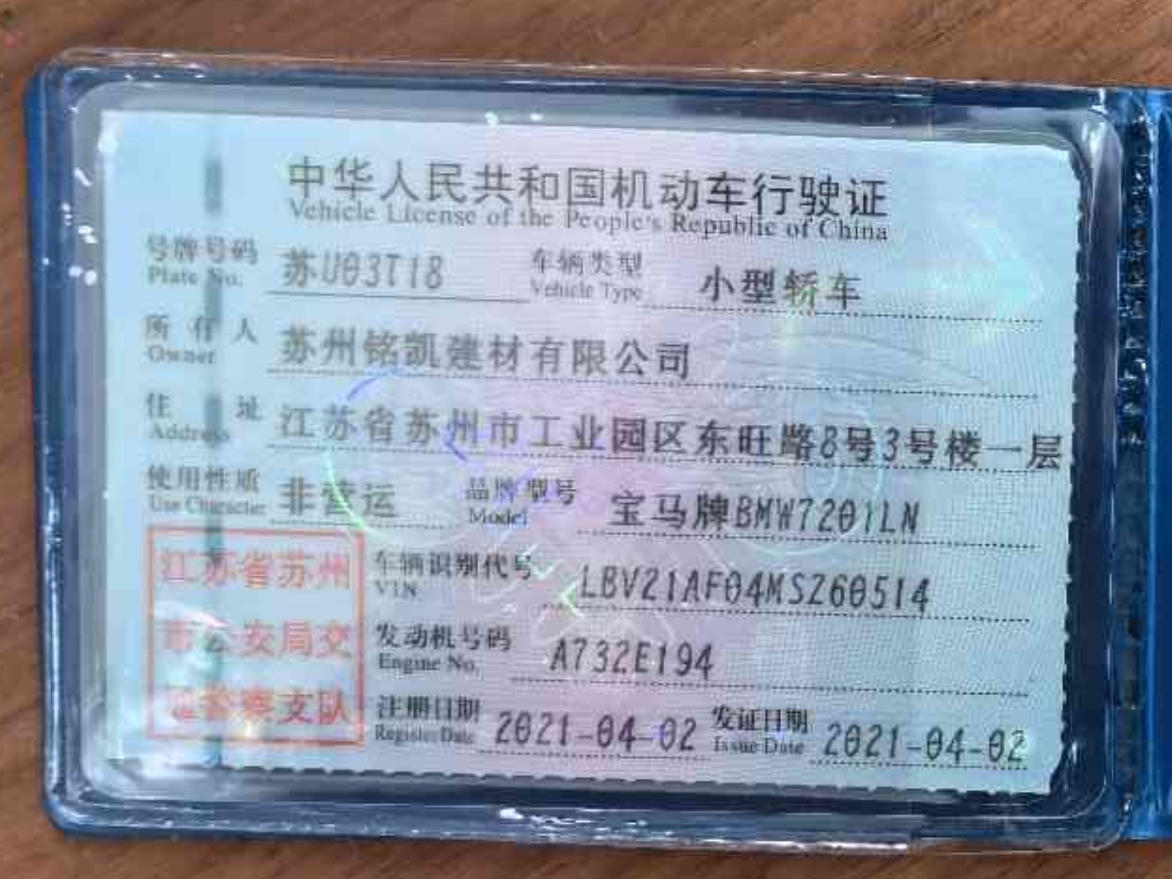 中华人民共和国机动车行驶证
Vehicle License of the People's Republic of China
号牌号码 苏U03T18 车辆类型 小型轿车
Plate No. Vehicle Type
所有人 苏州铭凯建材有限公司
Owner
住址 江苏省苏州市工业园区东旺路8号3号楼一层
Address
使用性质 非营运 品牌型号 宝马牌BMW7201LN
Use Character Model
江苏省苏州
市公安局交
通警察支队
车辆识别代号 LBV21AF04MS260514
VIN
发动机号码 A732E194
Engine No.
注册日期 2021-04-02 发证日期 2021-04-02
Register Date Issue Date